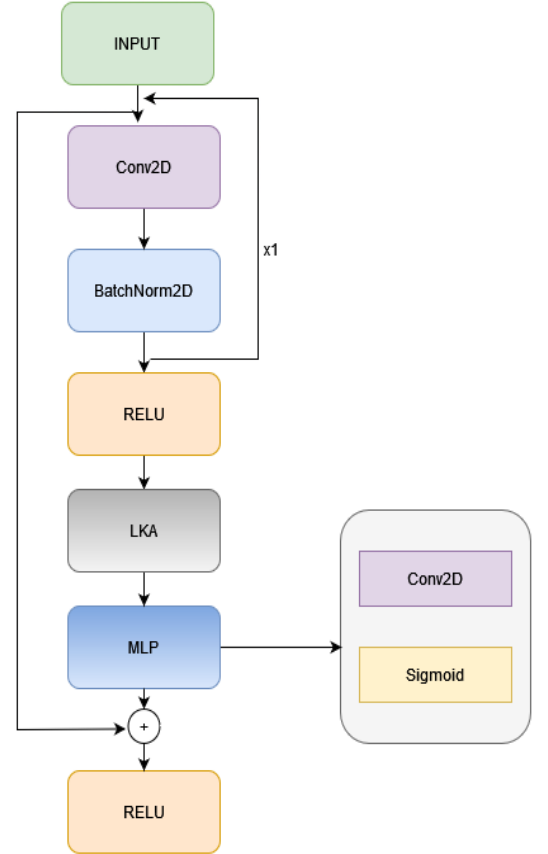 INPUT
Conv2D
x1
BatchNorm2D
RELU
LKA
Conv2D
MLP
Sigmoid
+
RELU